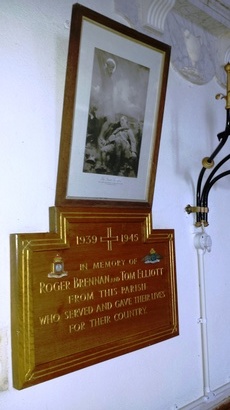 1939 1945
IN MEMORY OF
ROGER BRENNAN AND TOM ELLIOTT
FROM THIS PARISH
WHO SERVED AND GAVE THEIR LIVES
FOR THEIR COUNTRY.